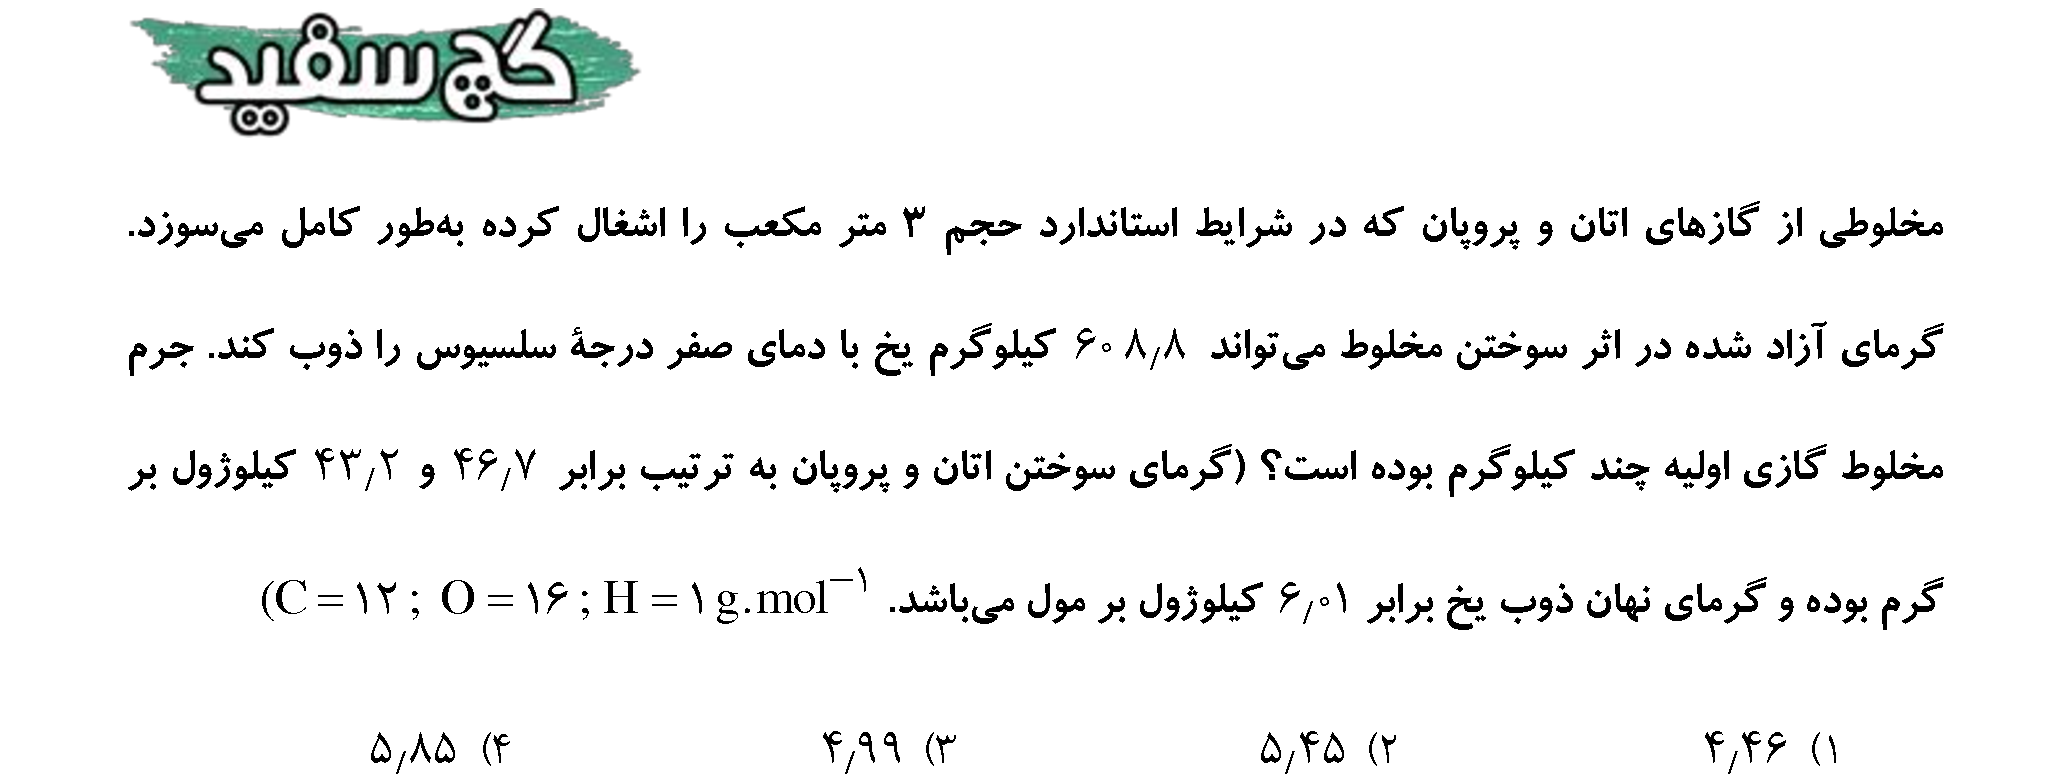 گچ سفید
مخلوطی از گازهای اتان و پروپان که در شرایط استاندارد حجم ۳ متر مکعب را اشغال کرده به‌طور کامل می‌سوزد.
گرمای آزاد شده در اثر سوختن مخلوط می‌تواند ۶۰۸٫۸ کیلوگرم یخ با دمای صفر درجهٔ سلسیوس را ذوب کند. جرم
مخلوط گازی اولیه چند کیلوگرم بوده است؟ (گرمای سوختن اتان و پروپان به ترتیب برابر ۴۶٫۷ و ۴۳٫۲ کیلوژول بر
گرم بوده و گرمای نهان ذوب یخ برابر ۶٫۰۱ کیلوژول بر مول می‌باشد. (C = ۱۲ ; O = ۱۶ ; H = ۱ g.mol⁻¹
۱) ۴٫۴۶ ۲) ۵٫۴۵ ۳) ۴٫۹۹ ۴) ۵٫۸۵